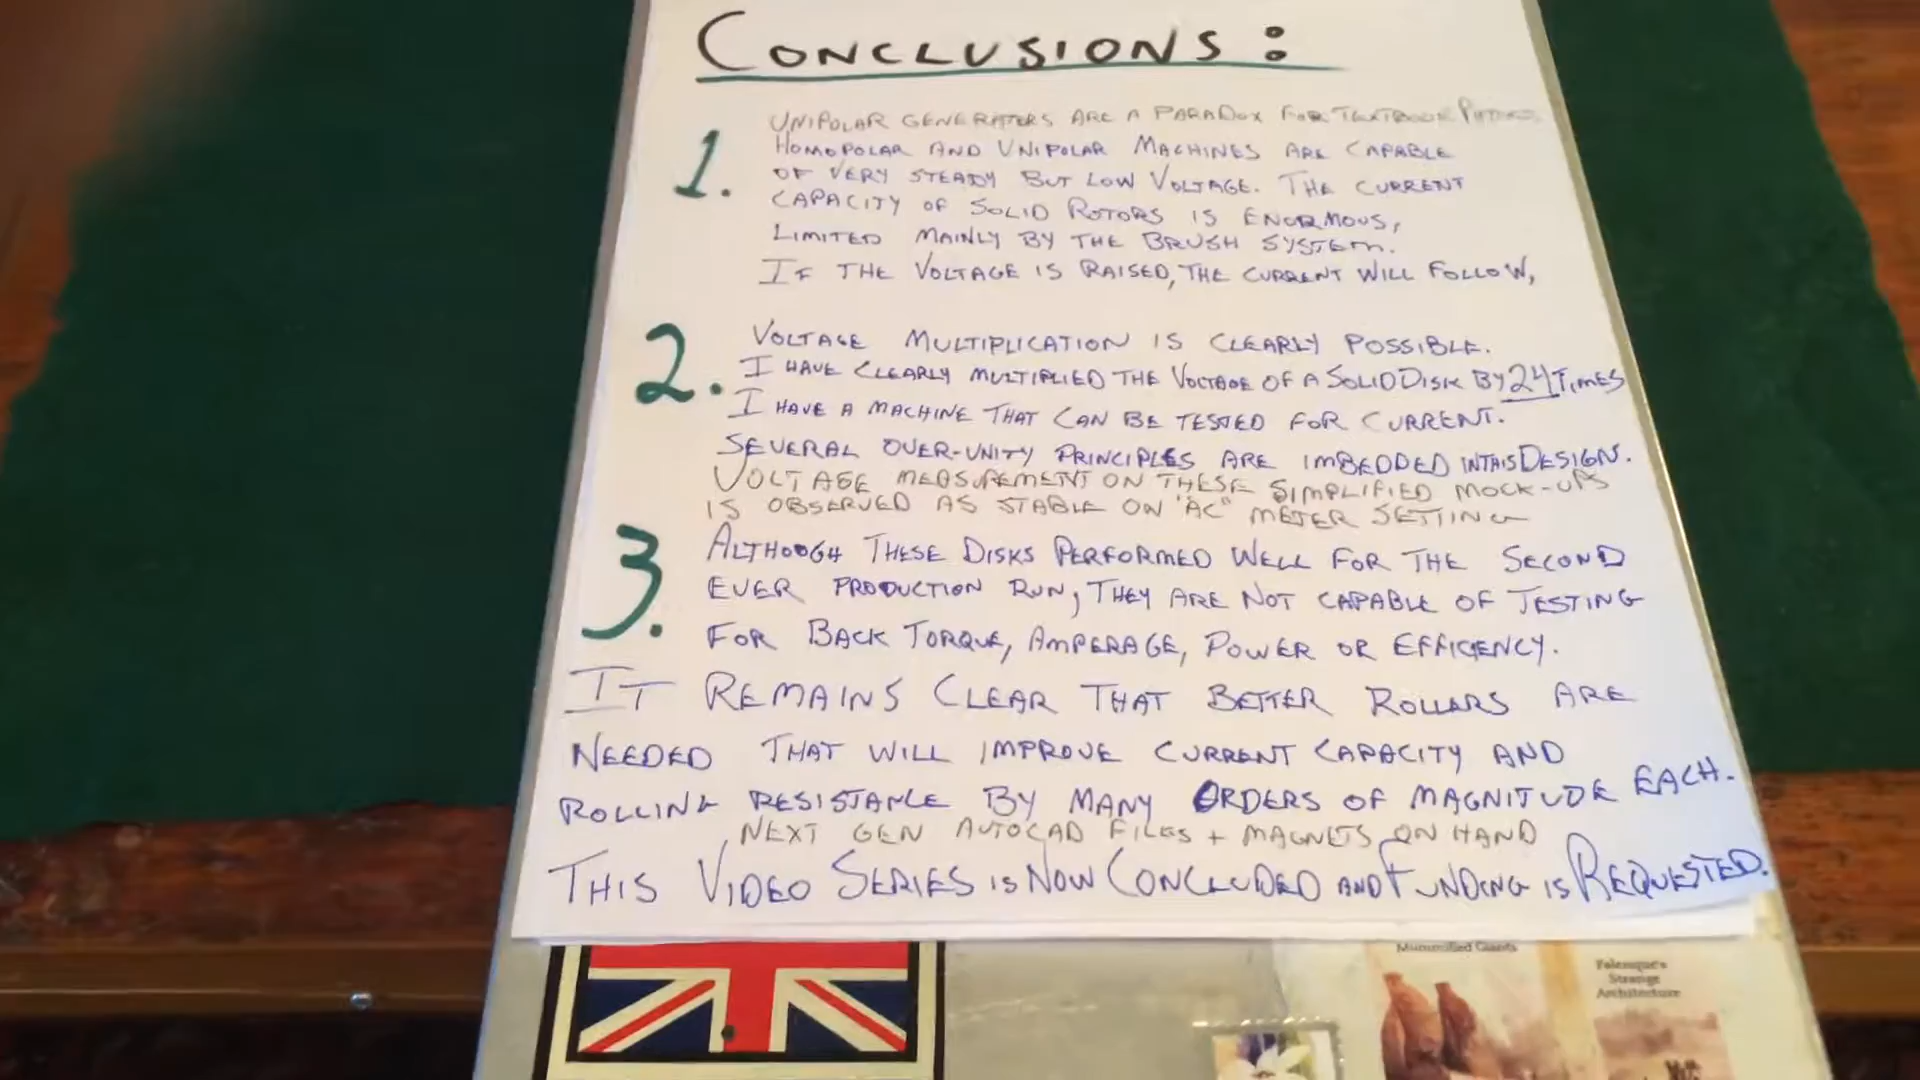 CONCLUSIONS:
UNIPOLAR GENERATERS ARE A PARADOX FOR TEXTBOOK PHYSICS
1. HOMOPOLAR AND UNIPOLAR MACHINES ARE CAPABLE
OF VERY STEADY BUT LOW VOLTAGE. THE CURRENT
CAPACITY OF SOLID ROTORS IS ENORMOUS,
LIMITED MAINLY BY THE BRUSH SYSTEM.
IF THE VOLTAGE IS RAISED, THE CURRENT WILL FOLLOW,
2. VOLTAGE MULTIPLICATION IS CLEARLY POSSIBLE.
I HAVE CLEARLY MULTIPLIED THE VOLTAGE OF A SOLID DISK BY 24 TIMES
I HAVE A MACHINE THAT CAN BE TESTED FOR CURRENT.
SEVERAL OVER-UNITY PRINCIPLES ARE IMBEDDED IN THIS DESIGN.
VOLTAGE MEASUREMENT ON THESE SIMPLIFIED MOCK-UPS
IS OBSERVED AS STABLE ON "AC" METER SETTING
3. ALTHOUGH THESE DISKS PERFORMED WELL FOR THE SECOND
EVER PRODUCTION RUN, THEY ARE NOT CAPABLE OF TESTING
FOR BACK TORQUE, AMPERAGE, POWER OR EFFICIENCY.
IT REMAINS CLEAR THAT BETTER ROLLARS ARE
NEEDED THAT WILL IMPROVE CURRENT CAPACITY AND
ROLLING RESISTANCE BY MANY ORDERS OF MAGNITUDE EACH.
NEXT GEN AUTOCAD FILES + MAGNETS ON HAND
THIS VIDEO SERIES IS NOW CONCLUDED AND FUNDING IS REQUESTED.
Mummified Giants
Palenque's
Strange
Architecture